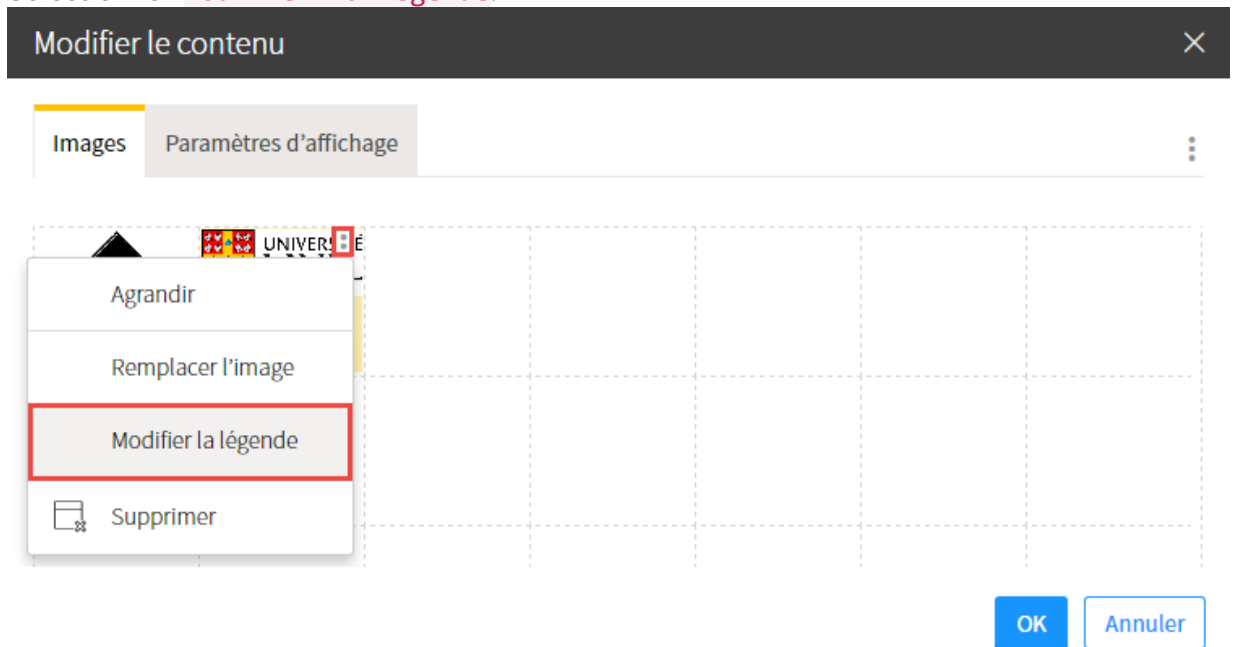 Modifier le contenu
Images Paramètres d'affichage
Agrandir
Remplacer l'image
Modifier la légende
Supprimer
OK Annuler